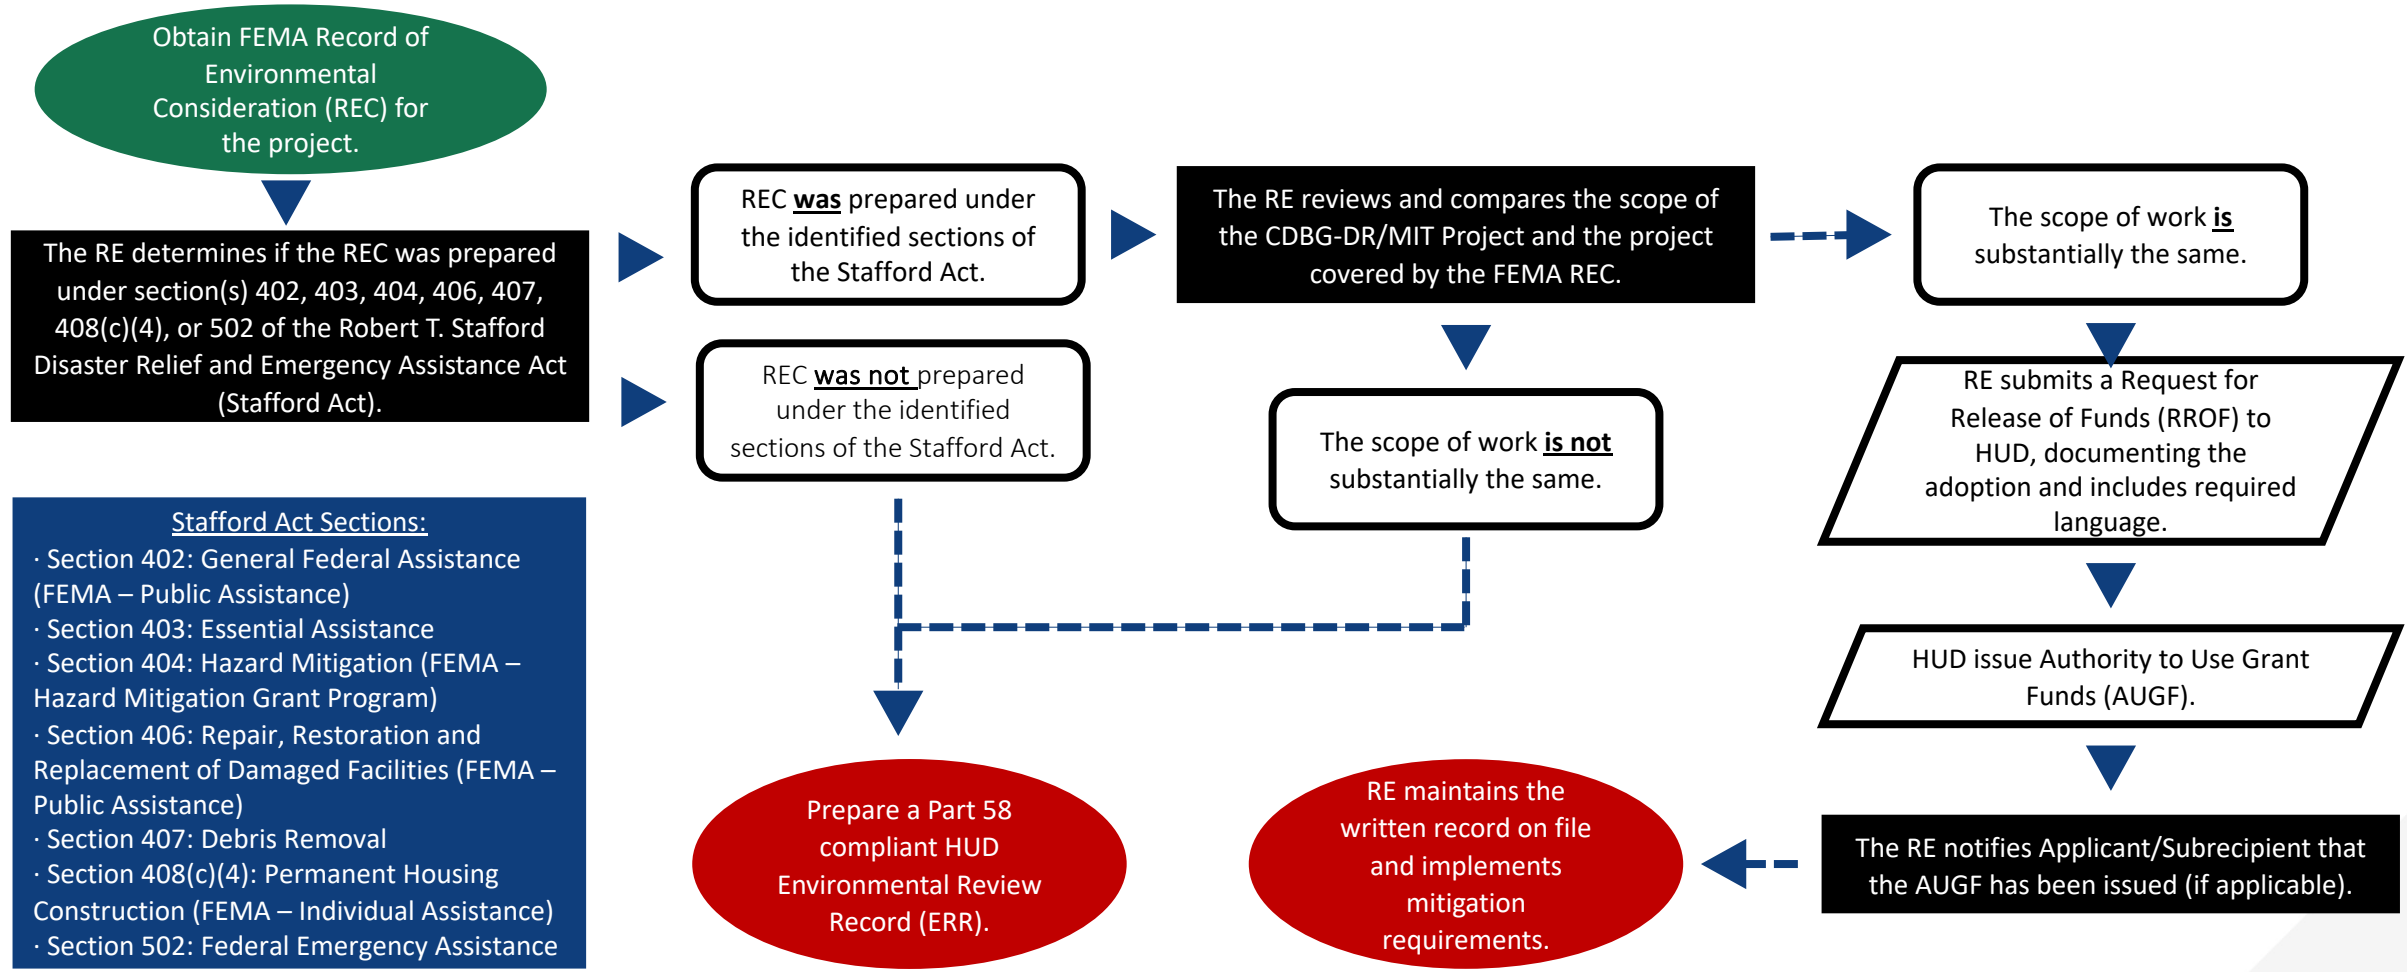 Obtain FEMA Record of
Environmental
Consideration (REC) for
the project.
The RE determines if the REC was prepared
under section(s) 402, 403, 404, 406, 407,
408(c)(4), or 502 of the Robert T. Stafford
Disaster Relief and Emergency Assistance Act
(Stafford Act).
REC was prepared under
the identified sections of
the Stafford Act.
REC was not prepared
under the identified
sections of the Stafford Act.
The RE reviews and compares the scope of
the CDBG-DR/MIT Project and the project
covered by the FEMA REC.
The scope of work is
substantially the same.
The scope of work is not
substantially the same.
RE submits a Request for
Release of Funds (RROF) to
HUD, documenting the
adoption and includes required
language.
HUD issue Authority to Use Grant
Funds (AUGF).
The RE notifies Applicant/Subrecipient that
the AUGF has been issued (if applicable).
RE maintains the
written record on file
and implements
mitigation
requirements.
Prepare a Part 58
compliant HUD
Environmental Review
Record (ERR).
Stafford Act Sections:
· Section 402: General Federal Assistance
(FEMA – Public Assistance)
· Section 403: Essential Assistance
· Section 404: Hazard Mitigation (FEMA –
Hazard Mitigation Grant Program)
· Section 406: Repair, Restoration and
Replacement of Damaged Facilities (FEMA –
Public Assistance)
· Section 407: Debris Removal
· Section 408(c)(4): Permanent Housing
Construction (FEMA – Individual Assistance)
· Section 502: Federal Emergency Assistance